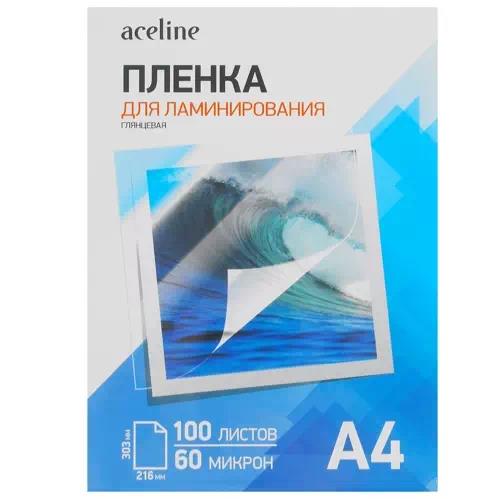 aceline
ПЛЕНКА
ДЛЯ ЛАМИНИРОВАНИЯ
ГЛЯНЦЕВАЯ
303 мм
216 мм
100 ЛИСТОВ
60 МИКРОН
A4